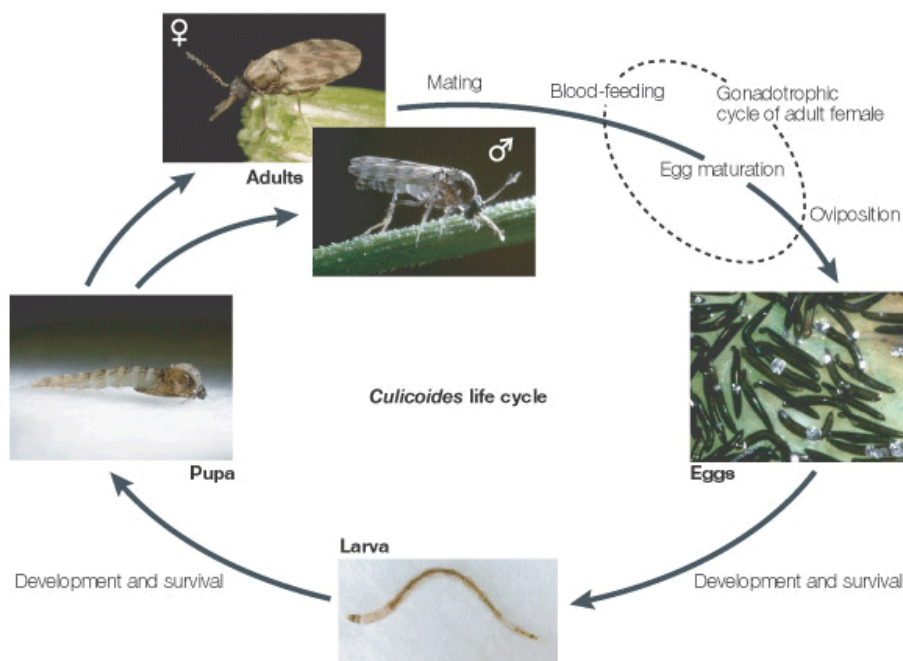 ♀
Mating
Blood-feeding
Gonadotrophic
cycle of adult female
♂
Adults
Egg maturation
Oviposition
Culicoides life cycle
Pupa
Eggs
Larva
Development and survival
Development and survival